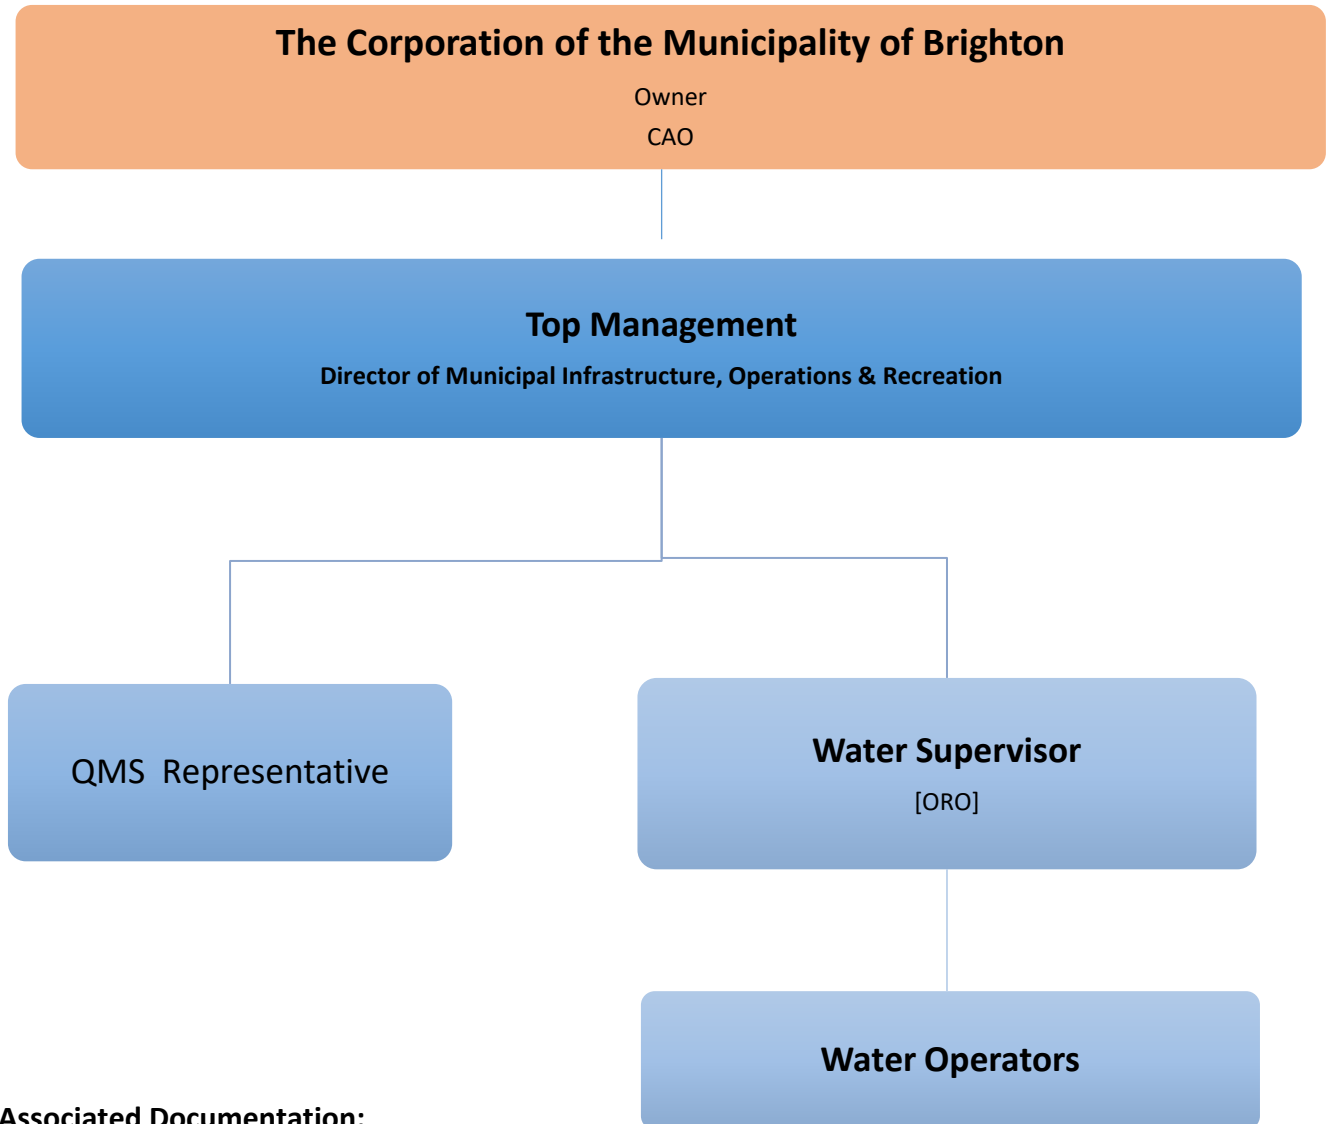 The Corporation of the Municipality of Brighton
Owner
CAO
Top Management
Director of Municipal Infrastructure, Operations & Recreation
QMS  Representative
Water Supervisor
[ORO]
Water Operators
Associated Documentation: